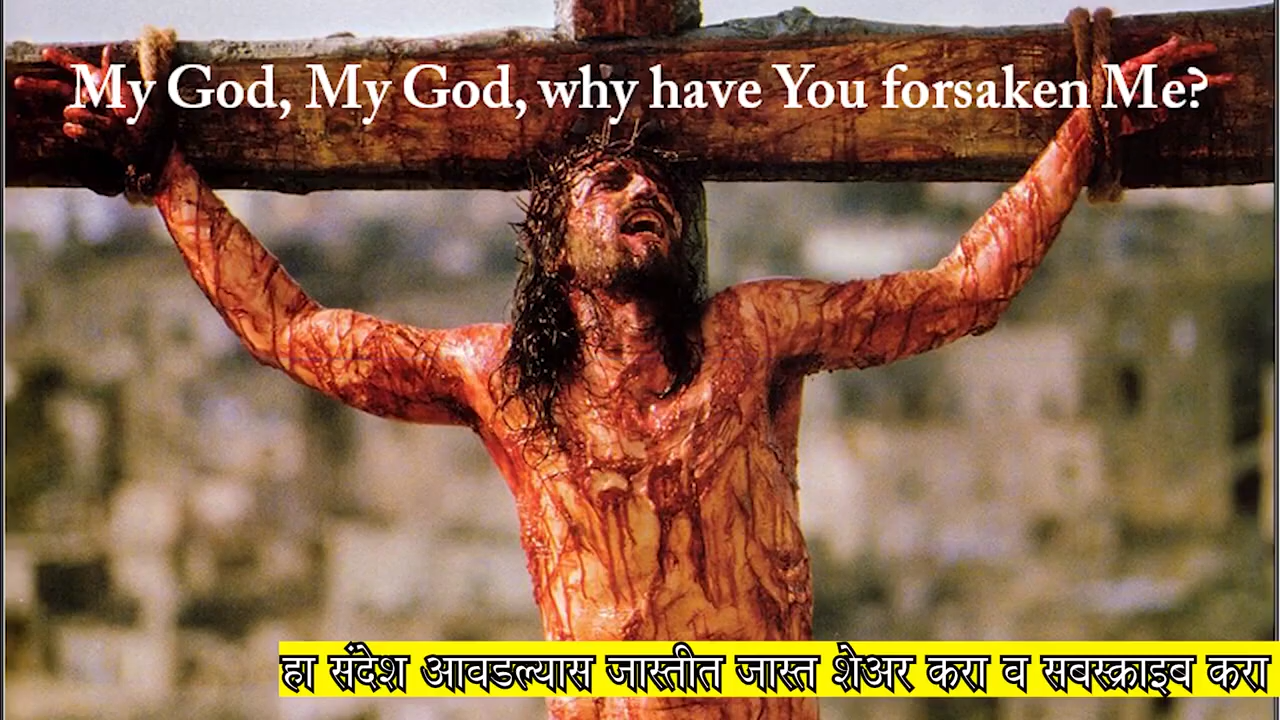 My God, My God, why have You forsaken Me?
हा संदेश आवडल्यास जास्तीत जास्त शेअर करा व सबस्क्राइब करा